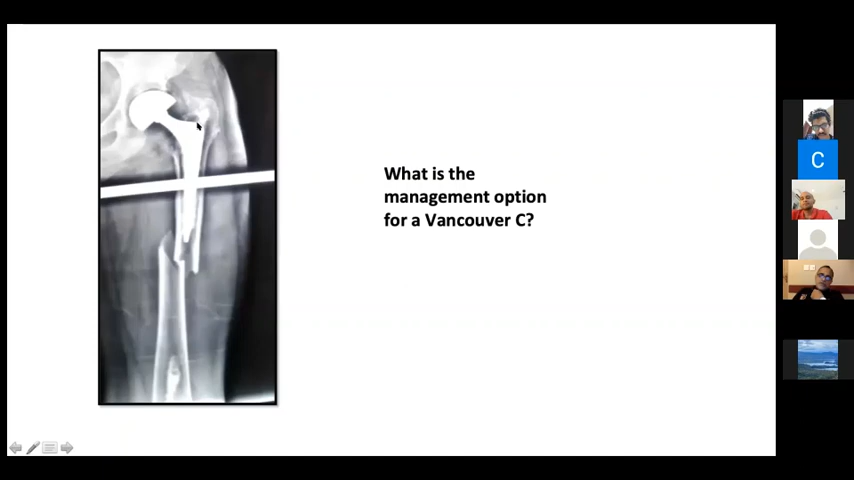 What is the
management option
for a Vancouver C?
C